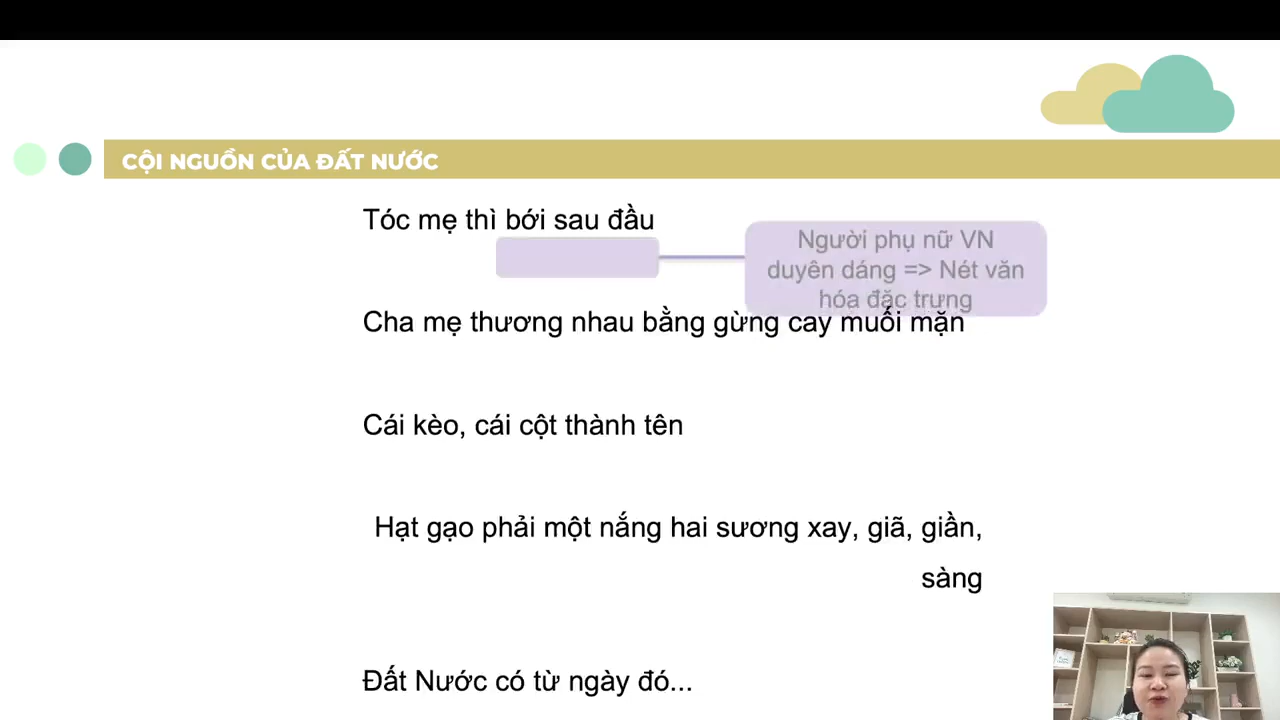 CỘI NGUỒN CỦA ĐẤT NƯỚC
Tóc mẹ thì bới sau đầu
Người phụ nữ VN
duyên dáng => Nét văn
hóa đặc trưng
Cha mẹ thương nhau bằng gừng cay muối mặn
Cái kèo, cái cột thành tên
Hạt gạo phải một nắng hai sương xay, giã, giần,
sàng
Đất Nước có từ ngày đó...